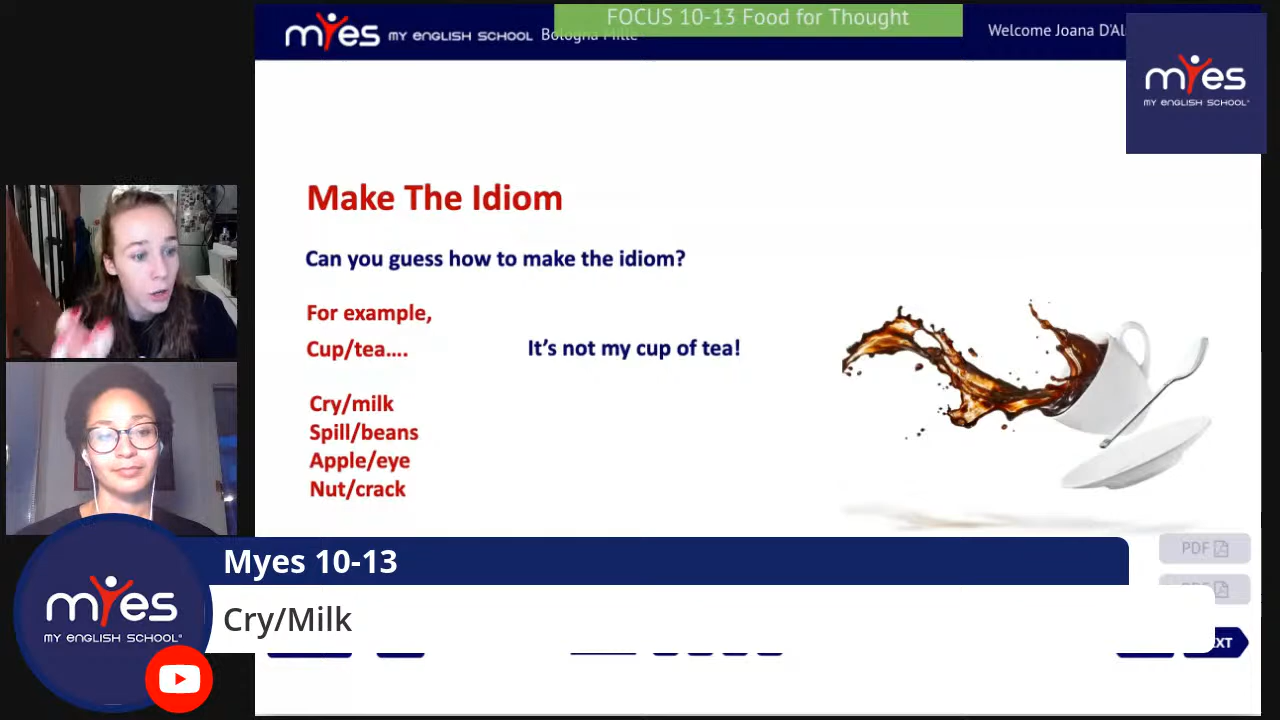 FOCUS 10-13 Food for Thought
myes MY ENGLISH SCHOOL Bologna Mille
Welcome Joana D'Al
myes
MY ENGLISH SCHOOL
Make The Idiom
Can you guess how to make the idiom?
For example,
Cup/tea.... It's not my cup of tea!
Cry/milk
Spill/beans
Apple/eye
Nut/crack
PDF
Myes 10-13
Cry/Milk
myes
MY ENGLISH SCHOOL